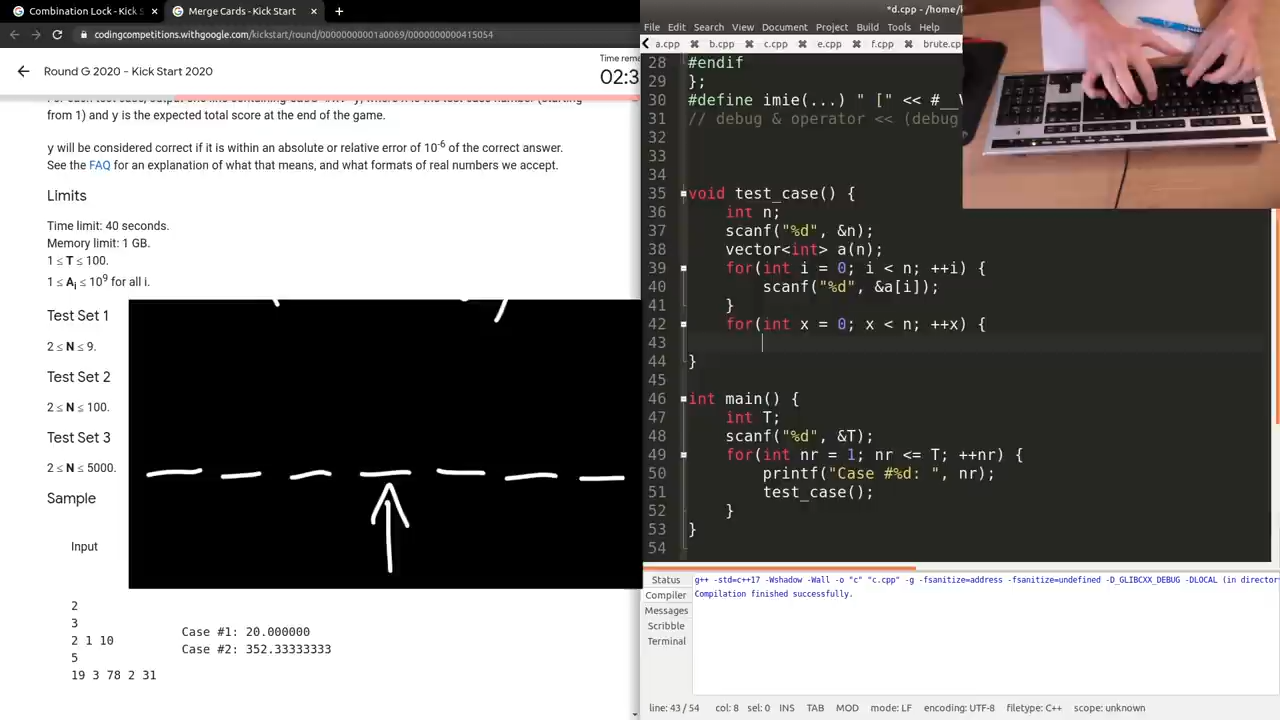 Combination Lock - Kick S
Merge Cards - Kick Start
codingcompetitions.withgoogle.com/kickstart/round/00000000001a0069/0000000000415054
Round G 2020 - Kick Start 2020
Time rema
02:3
from 1) and y is the expected total score at the end of the game.
y will be considered correct if it is within an absolute or relative error of 10-6 of the correct answer.
See the FAQ for an explanation of what that means, and what formats of real numbers we accept.
Limits
Time limit: 40 seconds.
Memory limit: 1 GB.
1 ≤ T ≤ 100.
1 ≤ Ai ≤ 109 for all i.
Test Set 1
2 ≤ N ≤ 9.
Test Set 2
2 ≤ N ≤ 100.
Test Set 3
2 ≤ N ≤ 5000.
Sample
Input
2
3
2 1 10
5
19 3 78 2 31
Case #1: 20.000000
Case #2: 352.33333333
*d.cpp - /home/
File Edit Search View Document Project Build Tools Help
a.cpp b.cpp c.cpp e.cpp f.cpp brute.cpp
28 #endif
29 };
30 #define imie(...) " [" << #__V
31 // debug & operator << (debug
32
33
34
35 void test_case() {
36 int n;
37 scanf("%d", &n);
38 vector<int> a(n);
39 for(int i = 0; i < n; ++i) {
40 scanf("%d", &a[i]);
41 }
42 for(int x = 0; x < n; ++x) {
43
44 }
45
46 int main() {
47 int T;
48 scanf("%d", &T);
49 for(int nr = 1; nr <= T; ++nr) {
50 printf("Case #%d: ", nr);
51 test_case();
52 }
53 }
54
Status
Compiler
Messages
Scribble
Terminal
g++ -std=c++17 -Wshadow -Wall -o "c" "c.cpp" -g -fsanitize=address -fsanitize=undefined -D_GLIBCXX_DEBUG -DLOCAL (in director
Compilation finished successfully.
line: 43 / 54 col: 8 sel: 0 INS TAB MOD mode: LF encoding: UTF-8 filetype: C++ scope: unknown